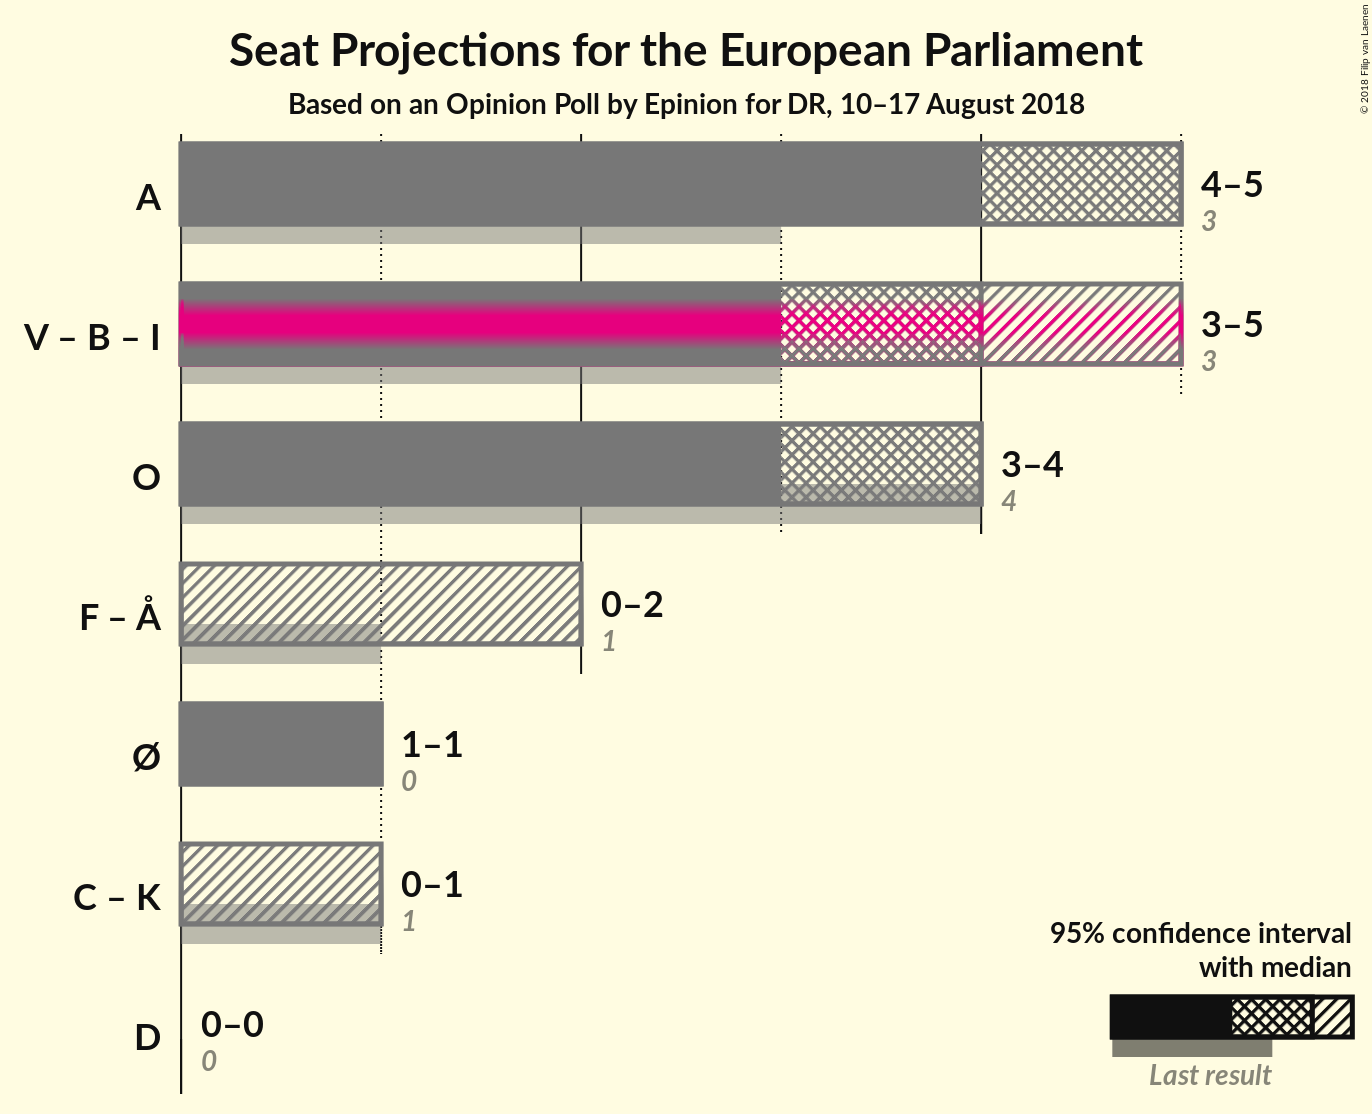 Seat Projections for the European Parliament
Based on an Opinion Poll by Epinion for DR, 10–17 August 2018
© 2018 Filip van Laenen
A
4–5
3
V – B – I
3–5
3
O
3–4
4
F – Å
0–2
1
Ø
1–1
0
C – K
0–1
1
D
0–0
0
95% confidence interval
with median
Last result